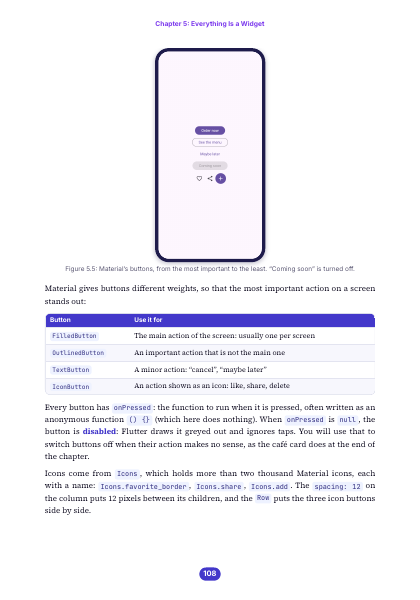 Chapter 5: Everything Is a Widget
Order now
See the menu
Maybe later
Coming soon
Figure 5.5: Material's buttons, from the most important to the least. “Coming soon” is turned off.
Material gives buttons different weights, so that the most important action on a screen
stands out:
Button Use it for
FilledButton The main action of the screen: usually one per screen
OutlinedButton An important action that is not the main one
TextButton A minor action: “cancel”, “maybe later”
IconButton An action shown as an icon: like, share, delete
Every button has onPressed: the function to run when it is pressed, often written as an
anonymous function () {} (which here does nothing). When onPressed is null, the
button is disabled: Flutter draws it greyed out and ignores taps. You will use that to
switch buttons off when their action makes no sense, as the café card does at the end of
the chapter.
Icons come from Icons, which holds more than two thousand Material icons, each
with a name: Icons.favorite_border, Icons.share, Icons.add. The spacing: 12 on
the column puts 12 pixels between its children, and the Row puts the three icon buttons
side by side.
108